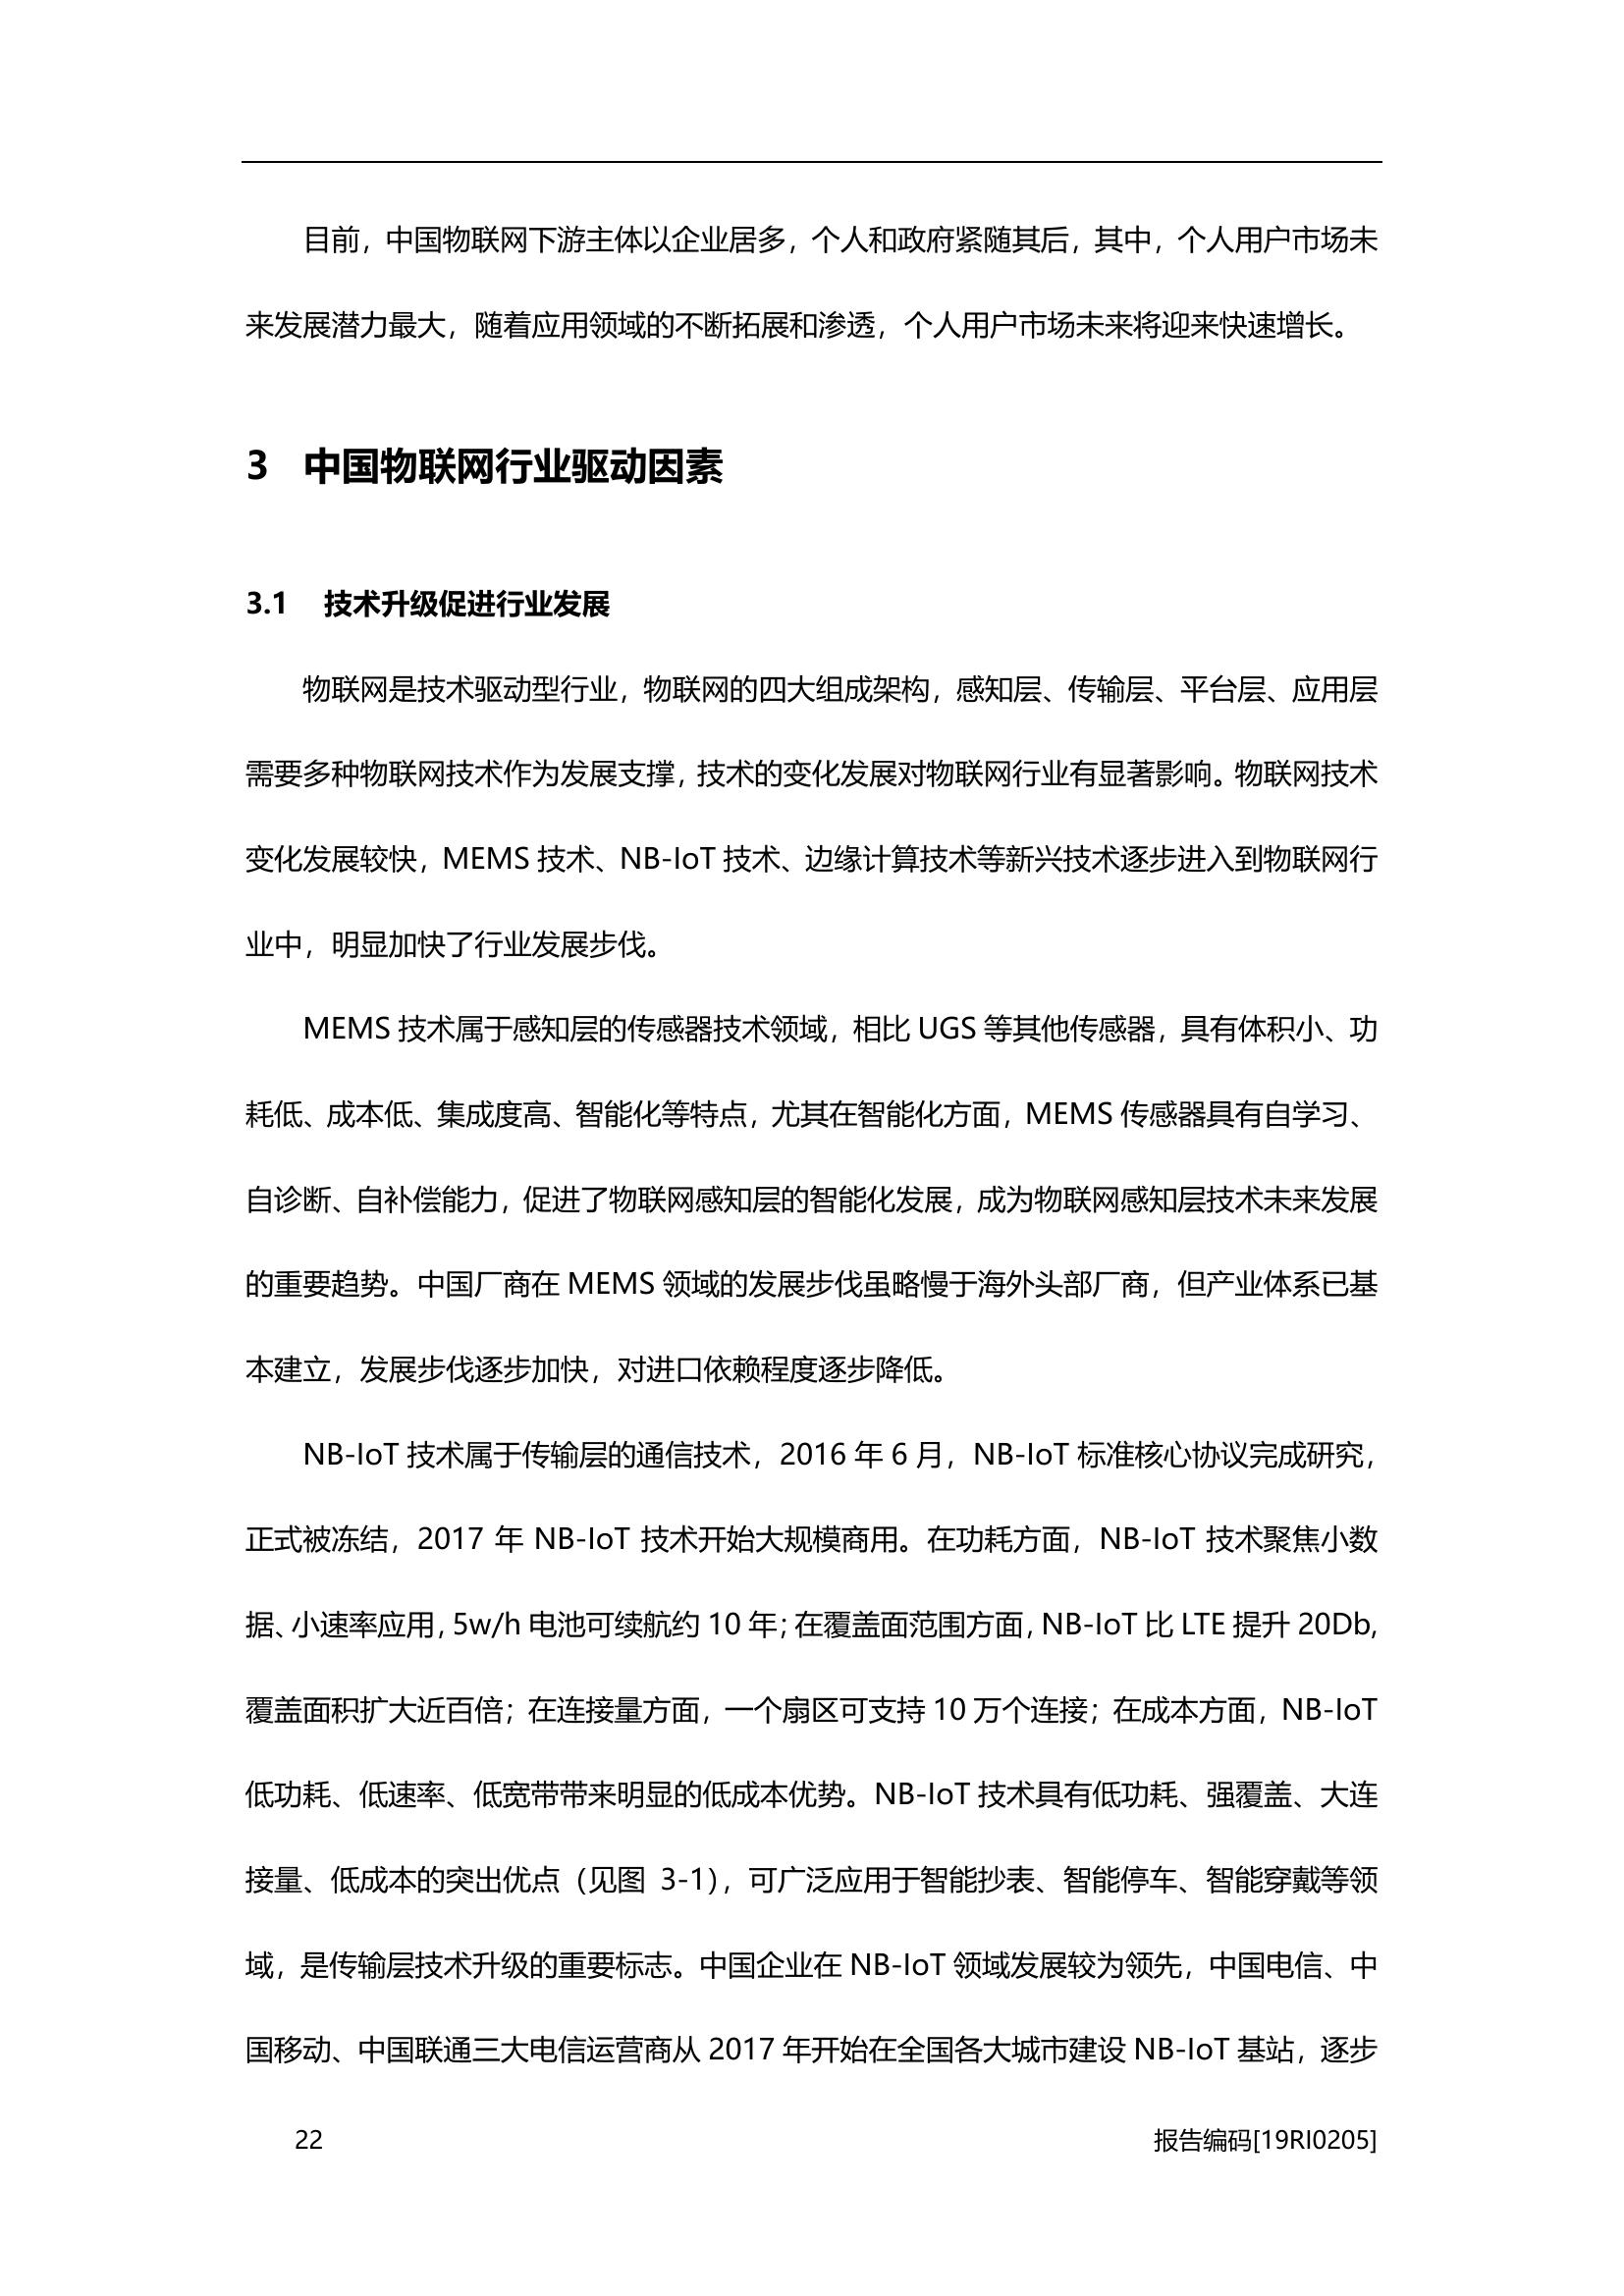 目前，中国物联网下游主体以企业居多，个人和政府紧随其后，其中，个人用户市场未
来发展潜力最大，随着应用领域的不断拓展和渗透，个人用户市场未来将迎来快速增长。
3 中国物联网行业驱动因素
3.1 技术升级促进行业发展
物联网是技术驱动型行业，物联网的四大组成架构，感知层、传输层、平台层、应用层
需要多种物联网技术作为发展支撑，技术的变化发展对物联网行业有显著影响。物联网技术
变化发展较快，MEMS 技术、NB-IoT 技术、边缘计算技术等新兴技术逐步进入到物联网行
业中，明显加快了行业发展步伐。
MEMS 技术属于感知层的传感器技术领域，相比 UGS 等其他传感器，具有体积小、功
耗低、成本低、集成度高、智能化等特点，尤其在智能化方面，MEMS 传感器具有自学习、
自诊断、自补偿能力，促进了物联网感知层的智能化发展，成为物联网感知层技术未来发展
的重要趋势。中国厂商在 MEMS 领域的发展步伐虽略慢于海外头部厂商，但产业体系已基
本建立，发展步伐逐步加快，对进口依赖程度逐步降低。
NB-IoT 技术属于传输层的通信技术，2016 年 6 月，NB-IoT 标准核心协议完成研究，
正式被冻结，2017 年 NB-IoT 技术开始大规模商用。在功耗方面，NB-IoT 技术聚焦小数
据、小速率应用，5w/h 电池可续航约 10 年；在覆盖面范围方面，NB-IoT 比 LTE 提升 20Db,
覆盖面积扩大近百倍；在连接量方面，一个扇区可支持 10 万个连接；在成本方面，NB-IoT
低功耗、低速率、低宽带带来明显的低成本优势。NB-IoT 技术具有低功耗、强覆盖、大连
接量、低成本的突出优点（见图 3-1），可广泛应用于智能抄表、智能停车、智能穿戴等领
域，是传输层技术升级的重要标志。中国企业在 NB-IoT 领域发展较为领先，中国电信、中
国移动、中国联通三大电信运营商从 2017 年开始在全国各大城市建设 NB-IoT 基站，逐步
22 报告编码[19RI0205]